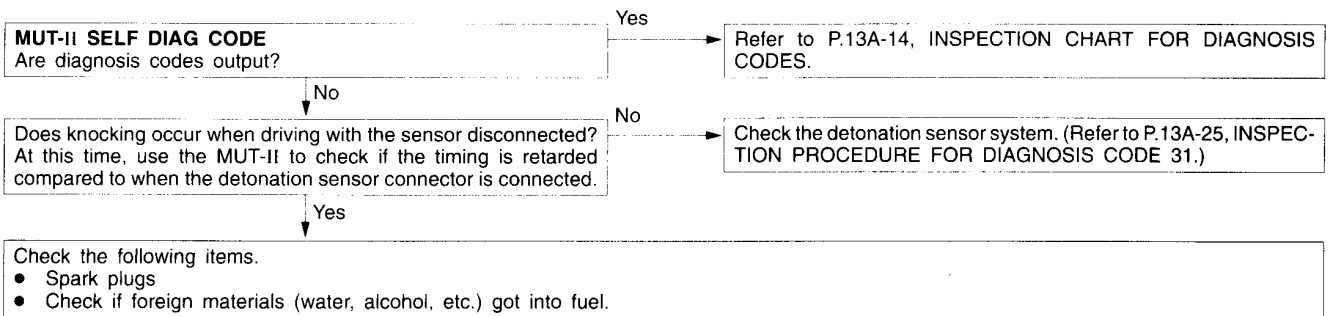 Yes
MUT-II SELF DIAG CODE
Are diagnosis codes output?
Refer to P.13A-14, INSPECTION CHART FOR DIAGNOSIS
CODES.
No
Does knocking occur when driving with the sensor disconnected?
At this time, use the MUT-II to check if the timing is retarded
compared to when the detonation sensor connector is connected.
No
Check the detonation sensor system. (Refer to P.13A-25, INSPEC-
TION PROCEDURE FOR DIAGNOSIS CODE 31.)
Yes
Check the following items.
● Spark plugs
● Check if foreign materials (water, alcohol, etc.) got into fuel.